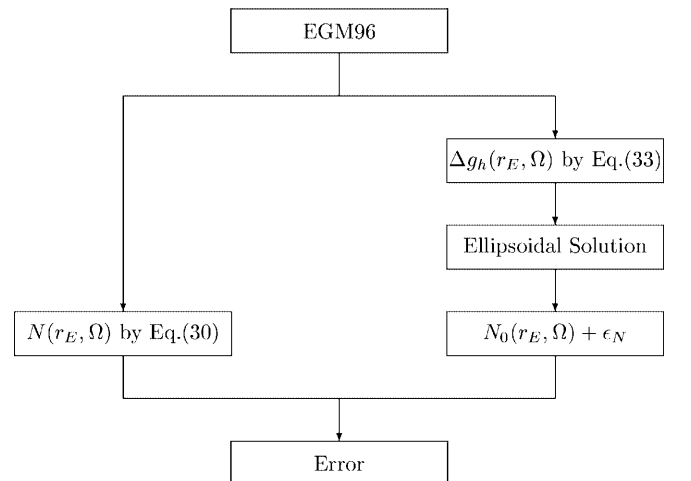 EGM96
Δg_h(r_E, Ω) by Eq.(33)
Ellipsoidal Solution
N(r_E, Ω) by Eq.(30)
N_0(r_E, Ω) + ϵ_N
Error